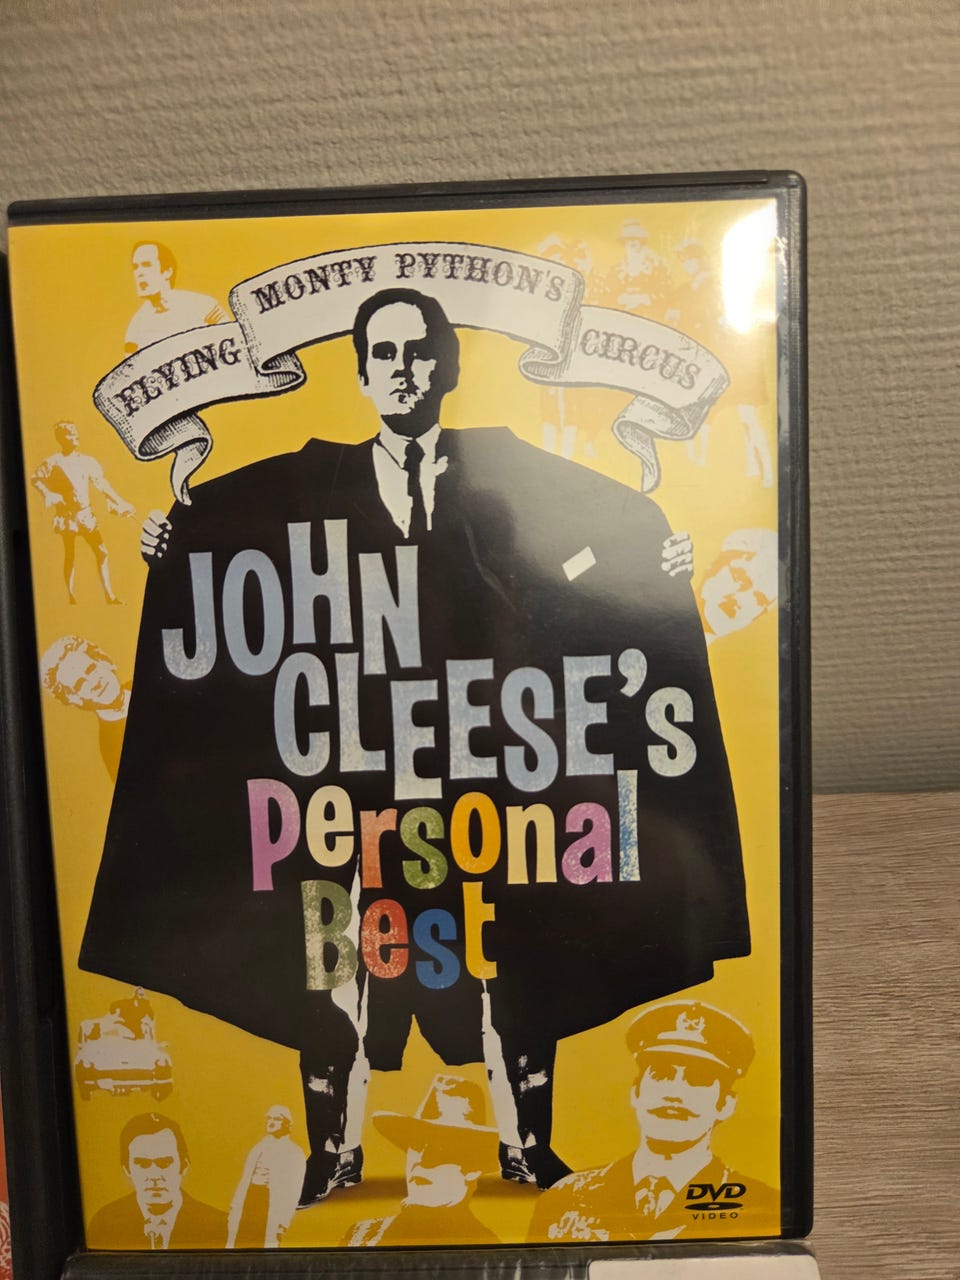 MONTY PYTHON'S
FLYING CIRCUS
JOHN
CLEESE's
Personal
Best
DVD
VIDEO